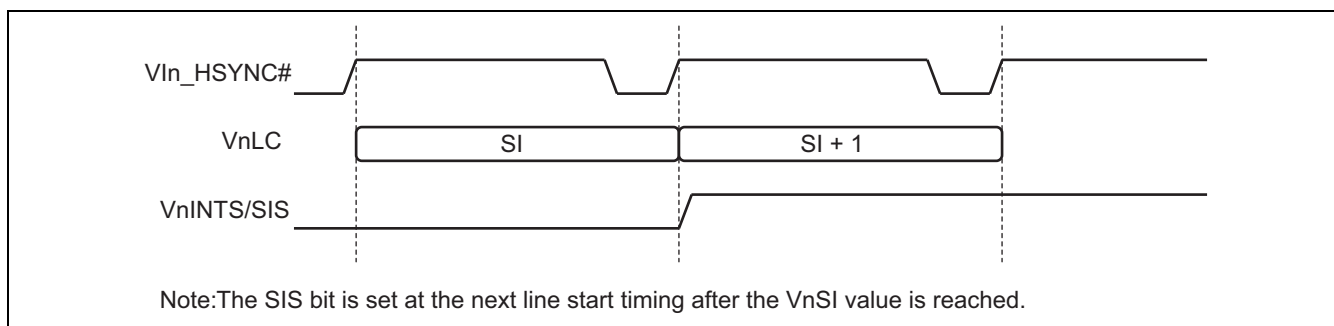 VIn_HSYNC#
VnLC
SI
SI + 1
VnINTS/SIS
Note:The SIS bit is set at the next line start timing after the VnSI value is reached.